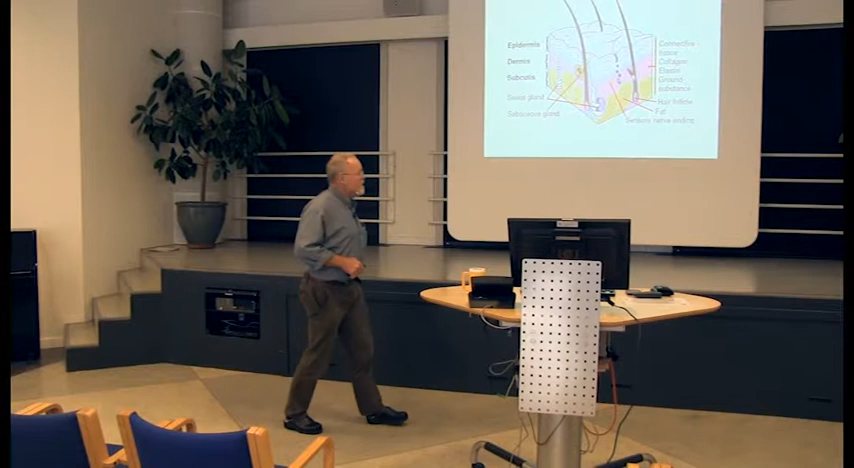 Epidermis
Dermis
Subcutis
Sweat gland
Sebaceous gland
Connective
tissue
Collagen
Elastin
Ground
substance
Hair follicle
Fat
Sensory nerve ending